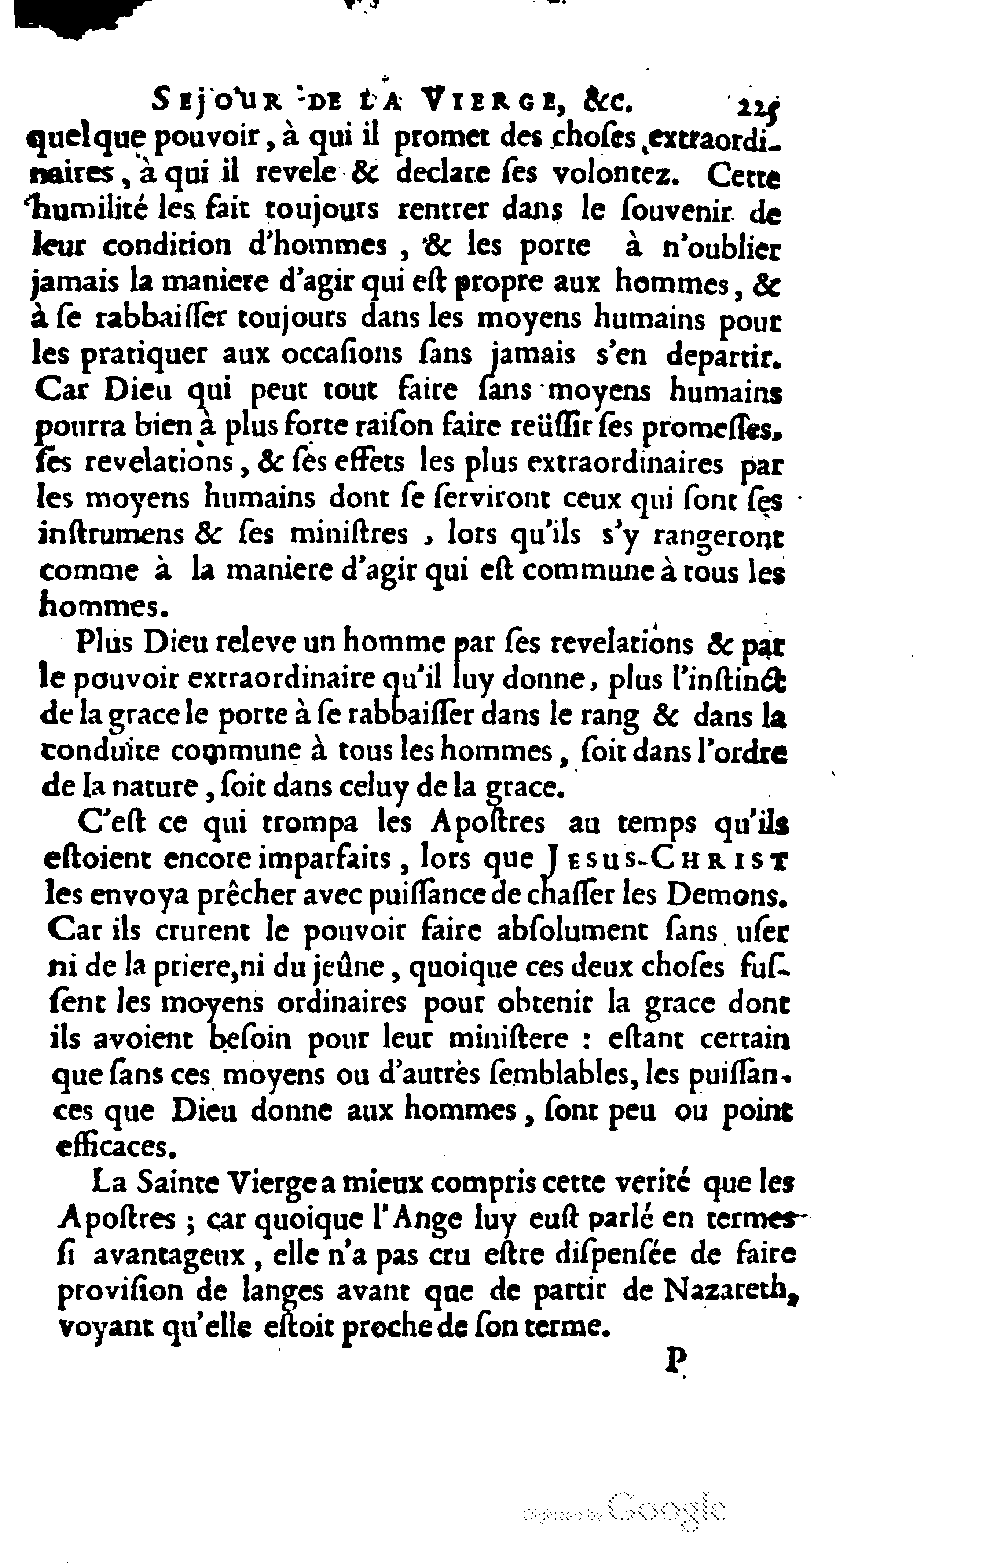 SEJOUR DE LA VIERGE, &c. 225
quelque pouvoir, à qui il promet des choſes extraordi-
naires, à qui il revele & declare ſes volontez. Cette
humilité les fait toujours rentrer dans le ſouvenir de
leur condition d'hommes, & les porte à n'oublier
jamais la maniere d'agir qui eſt propre aux hommes, &
à ſe rabbaiſſer toujours dans les moyens humains pour
les pratiquer aux occaſions ſans jamais s'en departir.
Car Dieu qui peut tout faire ſans moyens humains
pourra bien à plus forte raiſon faire reüſſir ſes promeſſes,
ſes revelations, & ſes effets les plus extraordinaires par
les moyens humains dont ſe ſerviront ceux qui ſont ſes
inſtrumens & ſes miniſtres, lors qu'ils s'y rangeront
comme à la maniere d'agir qui eſt commune à tous les
hommes.
Plus Dieu releve un homme par ſes revelations & par
le pouvoir extraordinaire qu'il luy donne, plus l'inſtinct
de la grace le porte à ſe rabbaiſſer dans le rang & dans la
conduite commune à tous les hommes, ſoit dans l'ordre
de la nature, ſoit dans celuy de la grace.
C'eſt ce qui trompa les Apoſtres au temps qu'ils
eſtoient encore imparfaits, lors que JESUS-CHRIST
les envoya prêcher avec puiſſance de chaſſer les Demons.
Car ils crurent le pouvoir faire abſolument ſans uſer
ni de la priere, ni du jeûne, quoique ces deux choſes fuſ-
ſent les moyens ordinaires pour obtenir la grace dont
ils avoient beſoin pour leur miniſtere : eſtant certain
que ſans ces moyens ou d'autres ſemblables, les puiſſan-
ces que Dieu donne aux hommes, ſont peu ou point
efficaces.
La Sainte Vierge a mieux compris cette verité que les
Apoſtres ; car quoique l'Ange luy euſt parlé en termes
ſi avantageux, elle n'a pas cru eſtre diſpenſée de faire
proviſion de langes avant que de partir de Nazareth,
voyant qu'elle eſtoit proche de ſon terme.
P
Digitized by Google